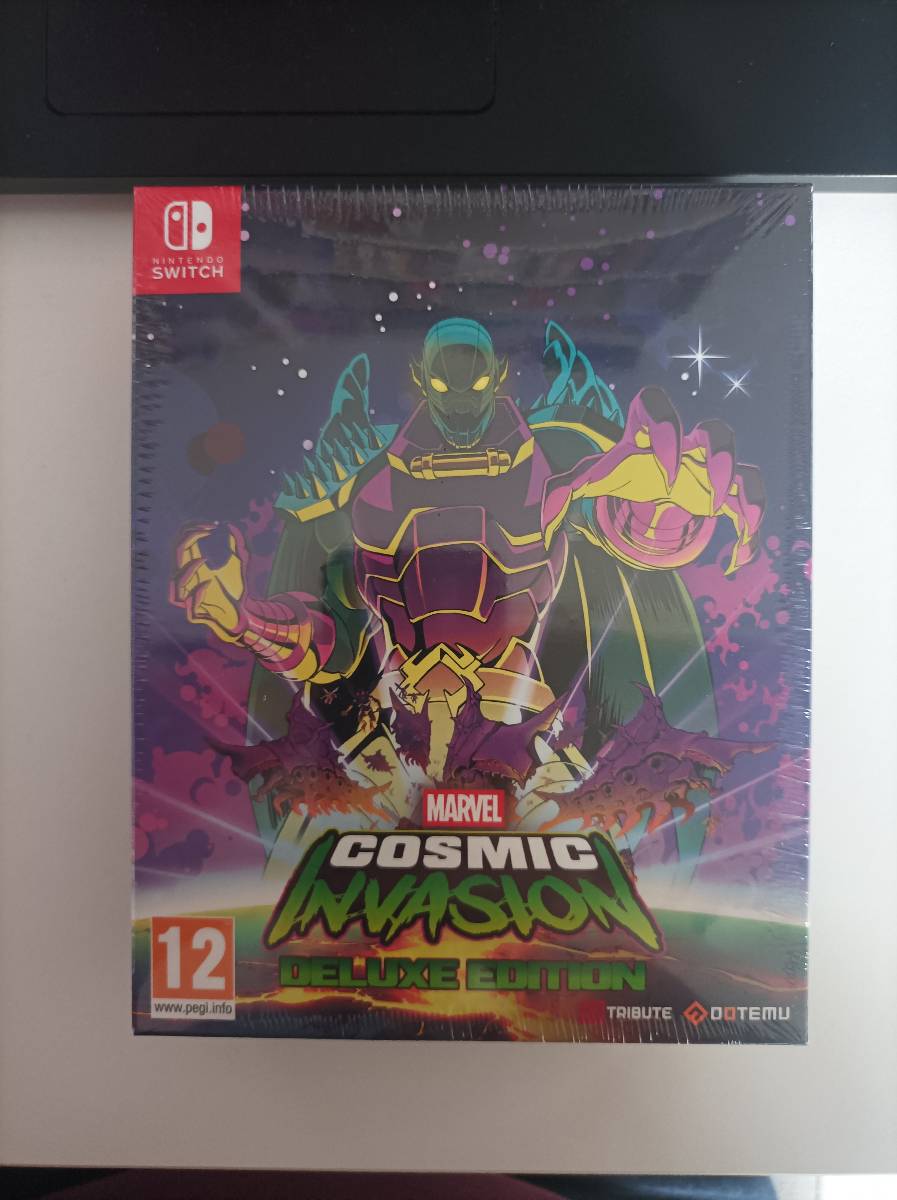 NINTENDO
SWITCH
MARVEL
COSMIC
INVASION
DELUXE EDITION
12
www.pegi.info
TRIBUTE
DOTEMU